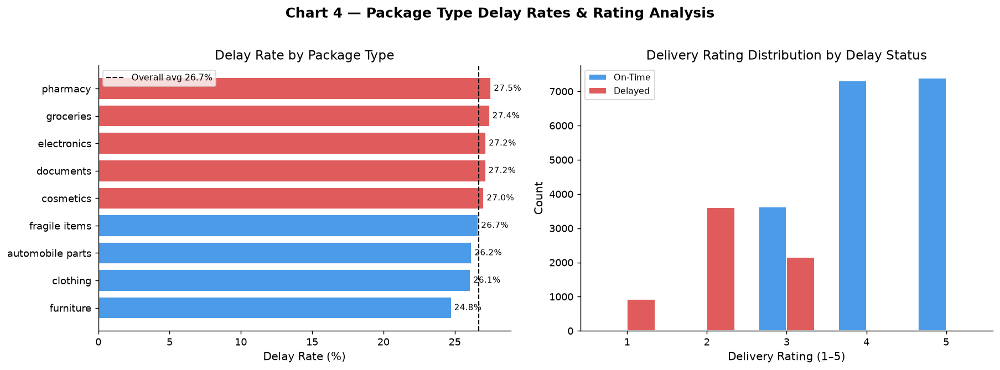 Chart 4 — Package Type Delay Rates & Rating Analysis
Delay Rate by Package Type
Overall avg 26.7%
pharmacy 27.5%
groceries 27.4%
electronics 27.2%
documents 27.2%
cosmetics 27.0%
fragile items 26.7%
automobile parts 26.2%
clothing 26.1%
furniture 24.8%
0 5 10 15 20 25
Delay Rate (%)
Delivery Rating Distribution by Delay Status
On-Time
Delayed
Count
7000
6000
5000
4000
3000
2000
1000
0
1 2 3 4 5
Delivery Rating (1–5)